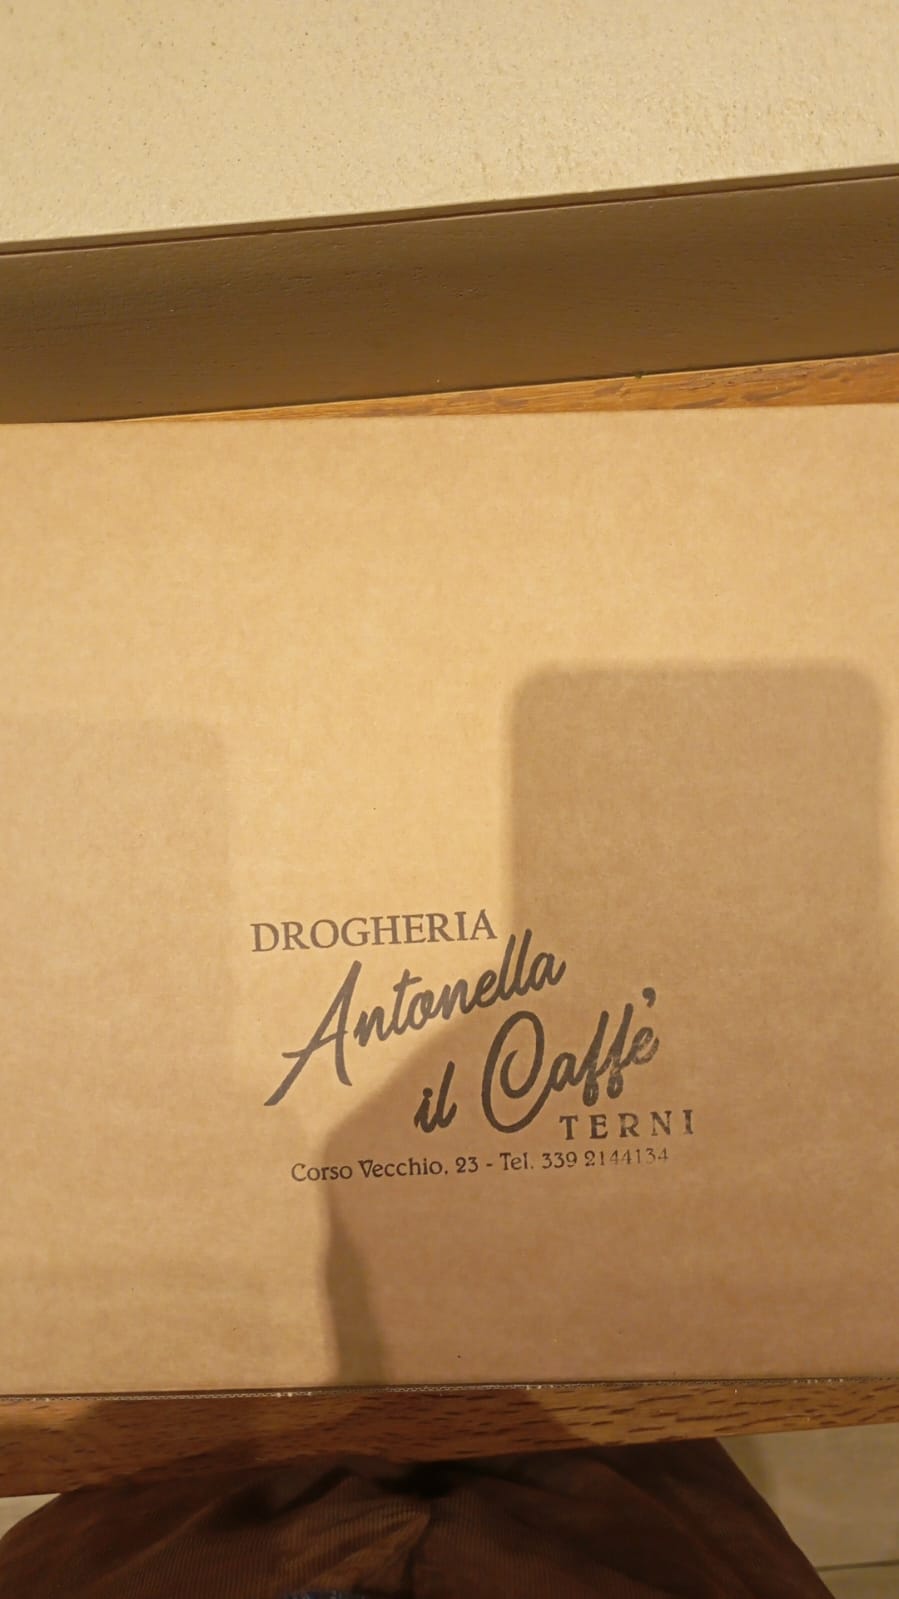 DROGHERIA
Antonella
il Caffè
TERNI
Corso Vecchio, 23 - Tel. 339 2144134